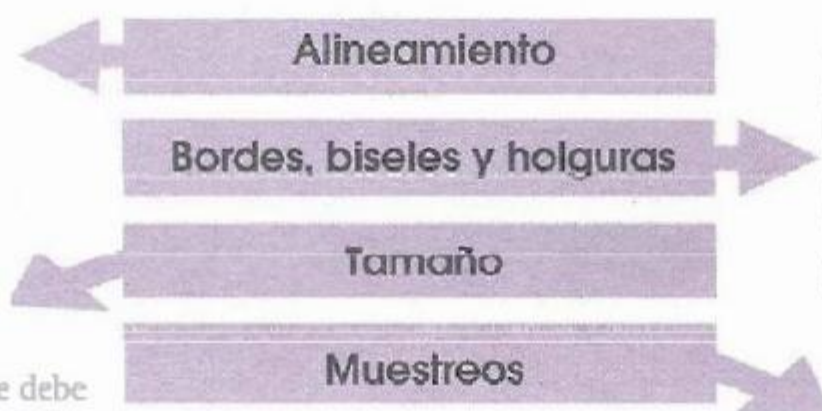 Alineamiento
Bordes, biseles y holguras
Tamaño
Muestreos
debe